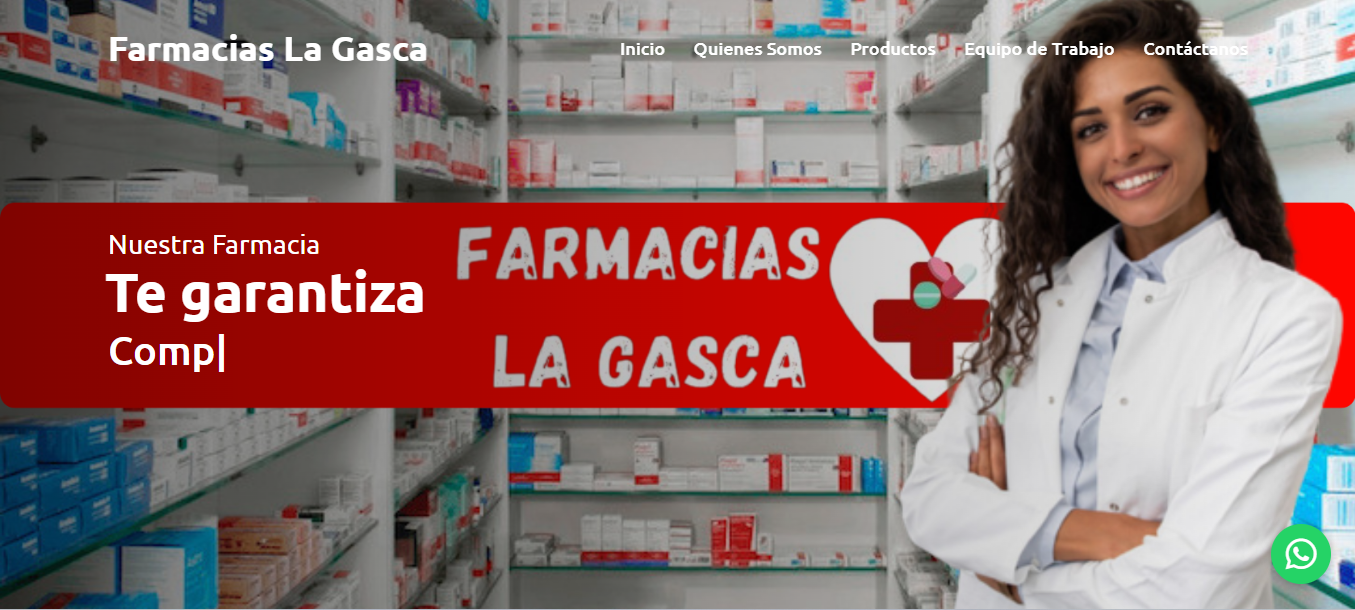 Farmacias La Gasca
Inicio
Quienes Somos
Productos
Equipo de Trabajo
Contáctanos
Nuestra Farmacia
Te garantiza
Comp|
FARMACIAS
LA GASCA